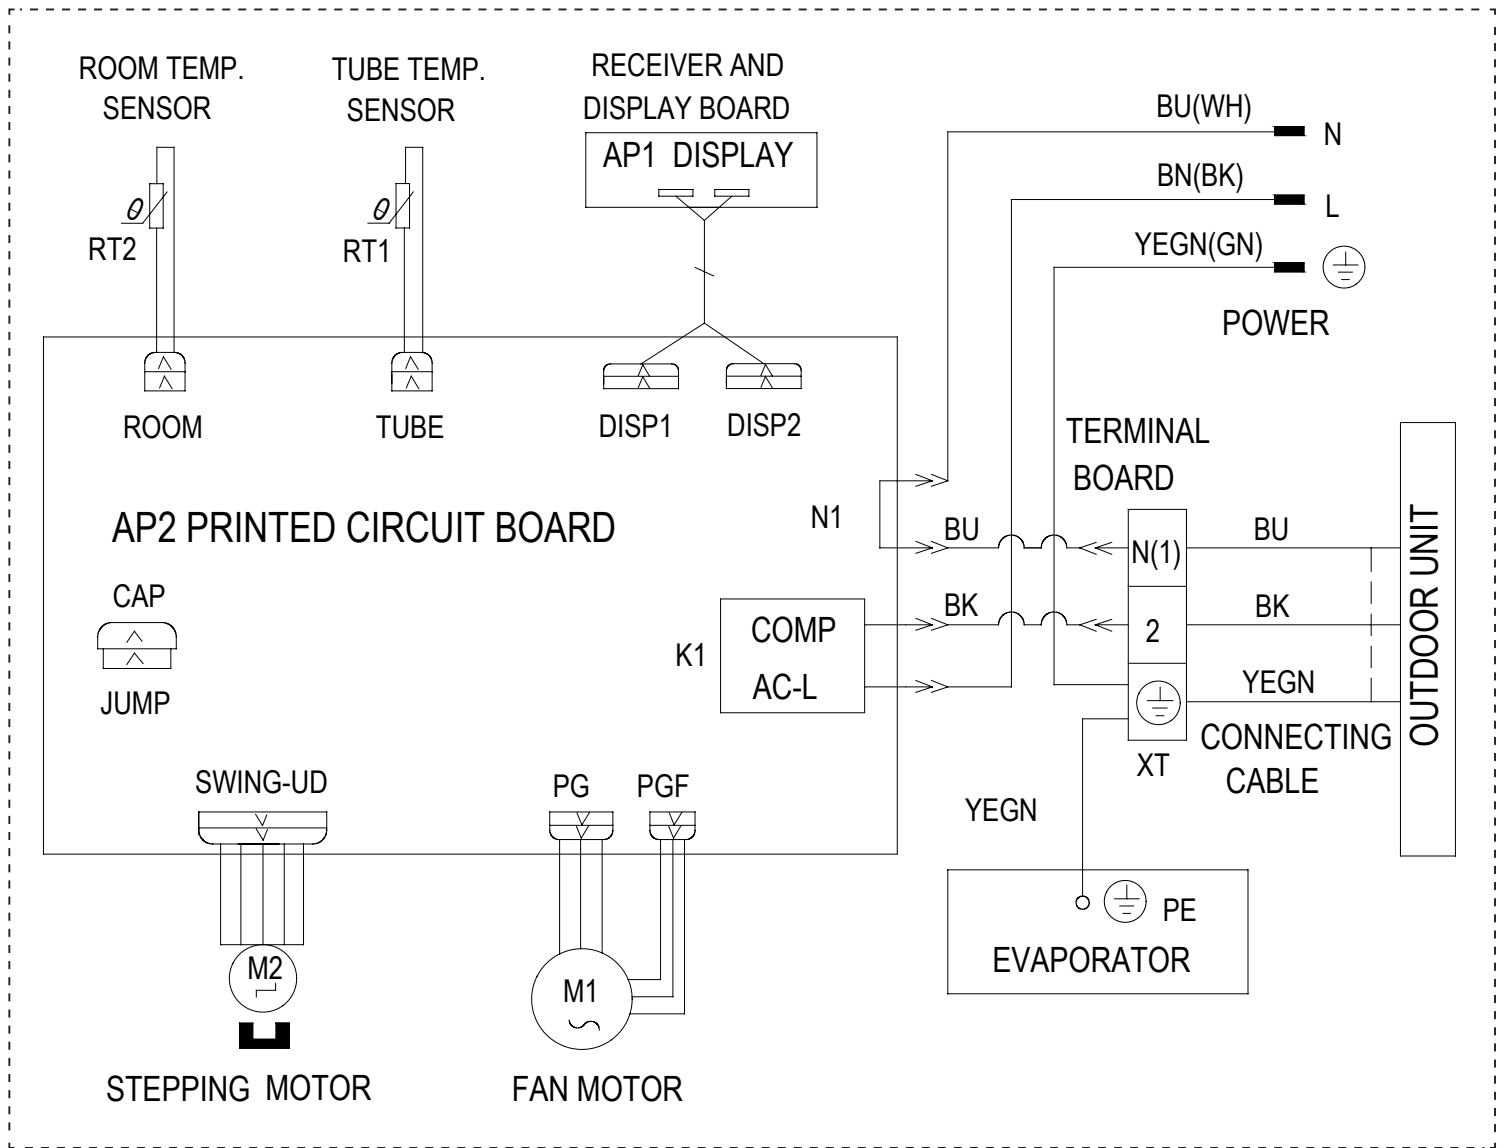 ROOM TEMP.
SENSOR
TUBE TEMP.
SENSOR
RECEIVER AND
DISPLAY BOARD
AP1 DISPLAY
θ
RT2
θ
RT1
BU(WH)
N
BN(BK)
L
YEGN(GN)
POWER
ROOM
TUBE
DISP1
DISP2
AP2 PRINTED CIRCUIT BOARD
CAP
JUMP
N1
K1
COMP
AC-L
BU
BK
TERMINAL
BOARD
N(1)
2
XT
BU
BK
YEGN
CONNECTING
CABLE
OUTDOOR UNIT
SWING-UD
PG
PGF
YEGN
PE
EVAPORATOR
M2
M1
STEPPING MOTOR
FAN MOTOR